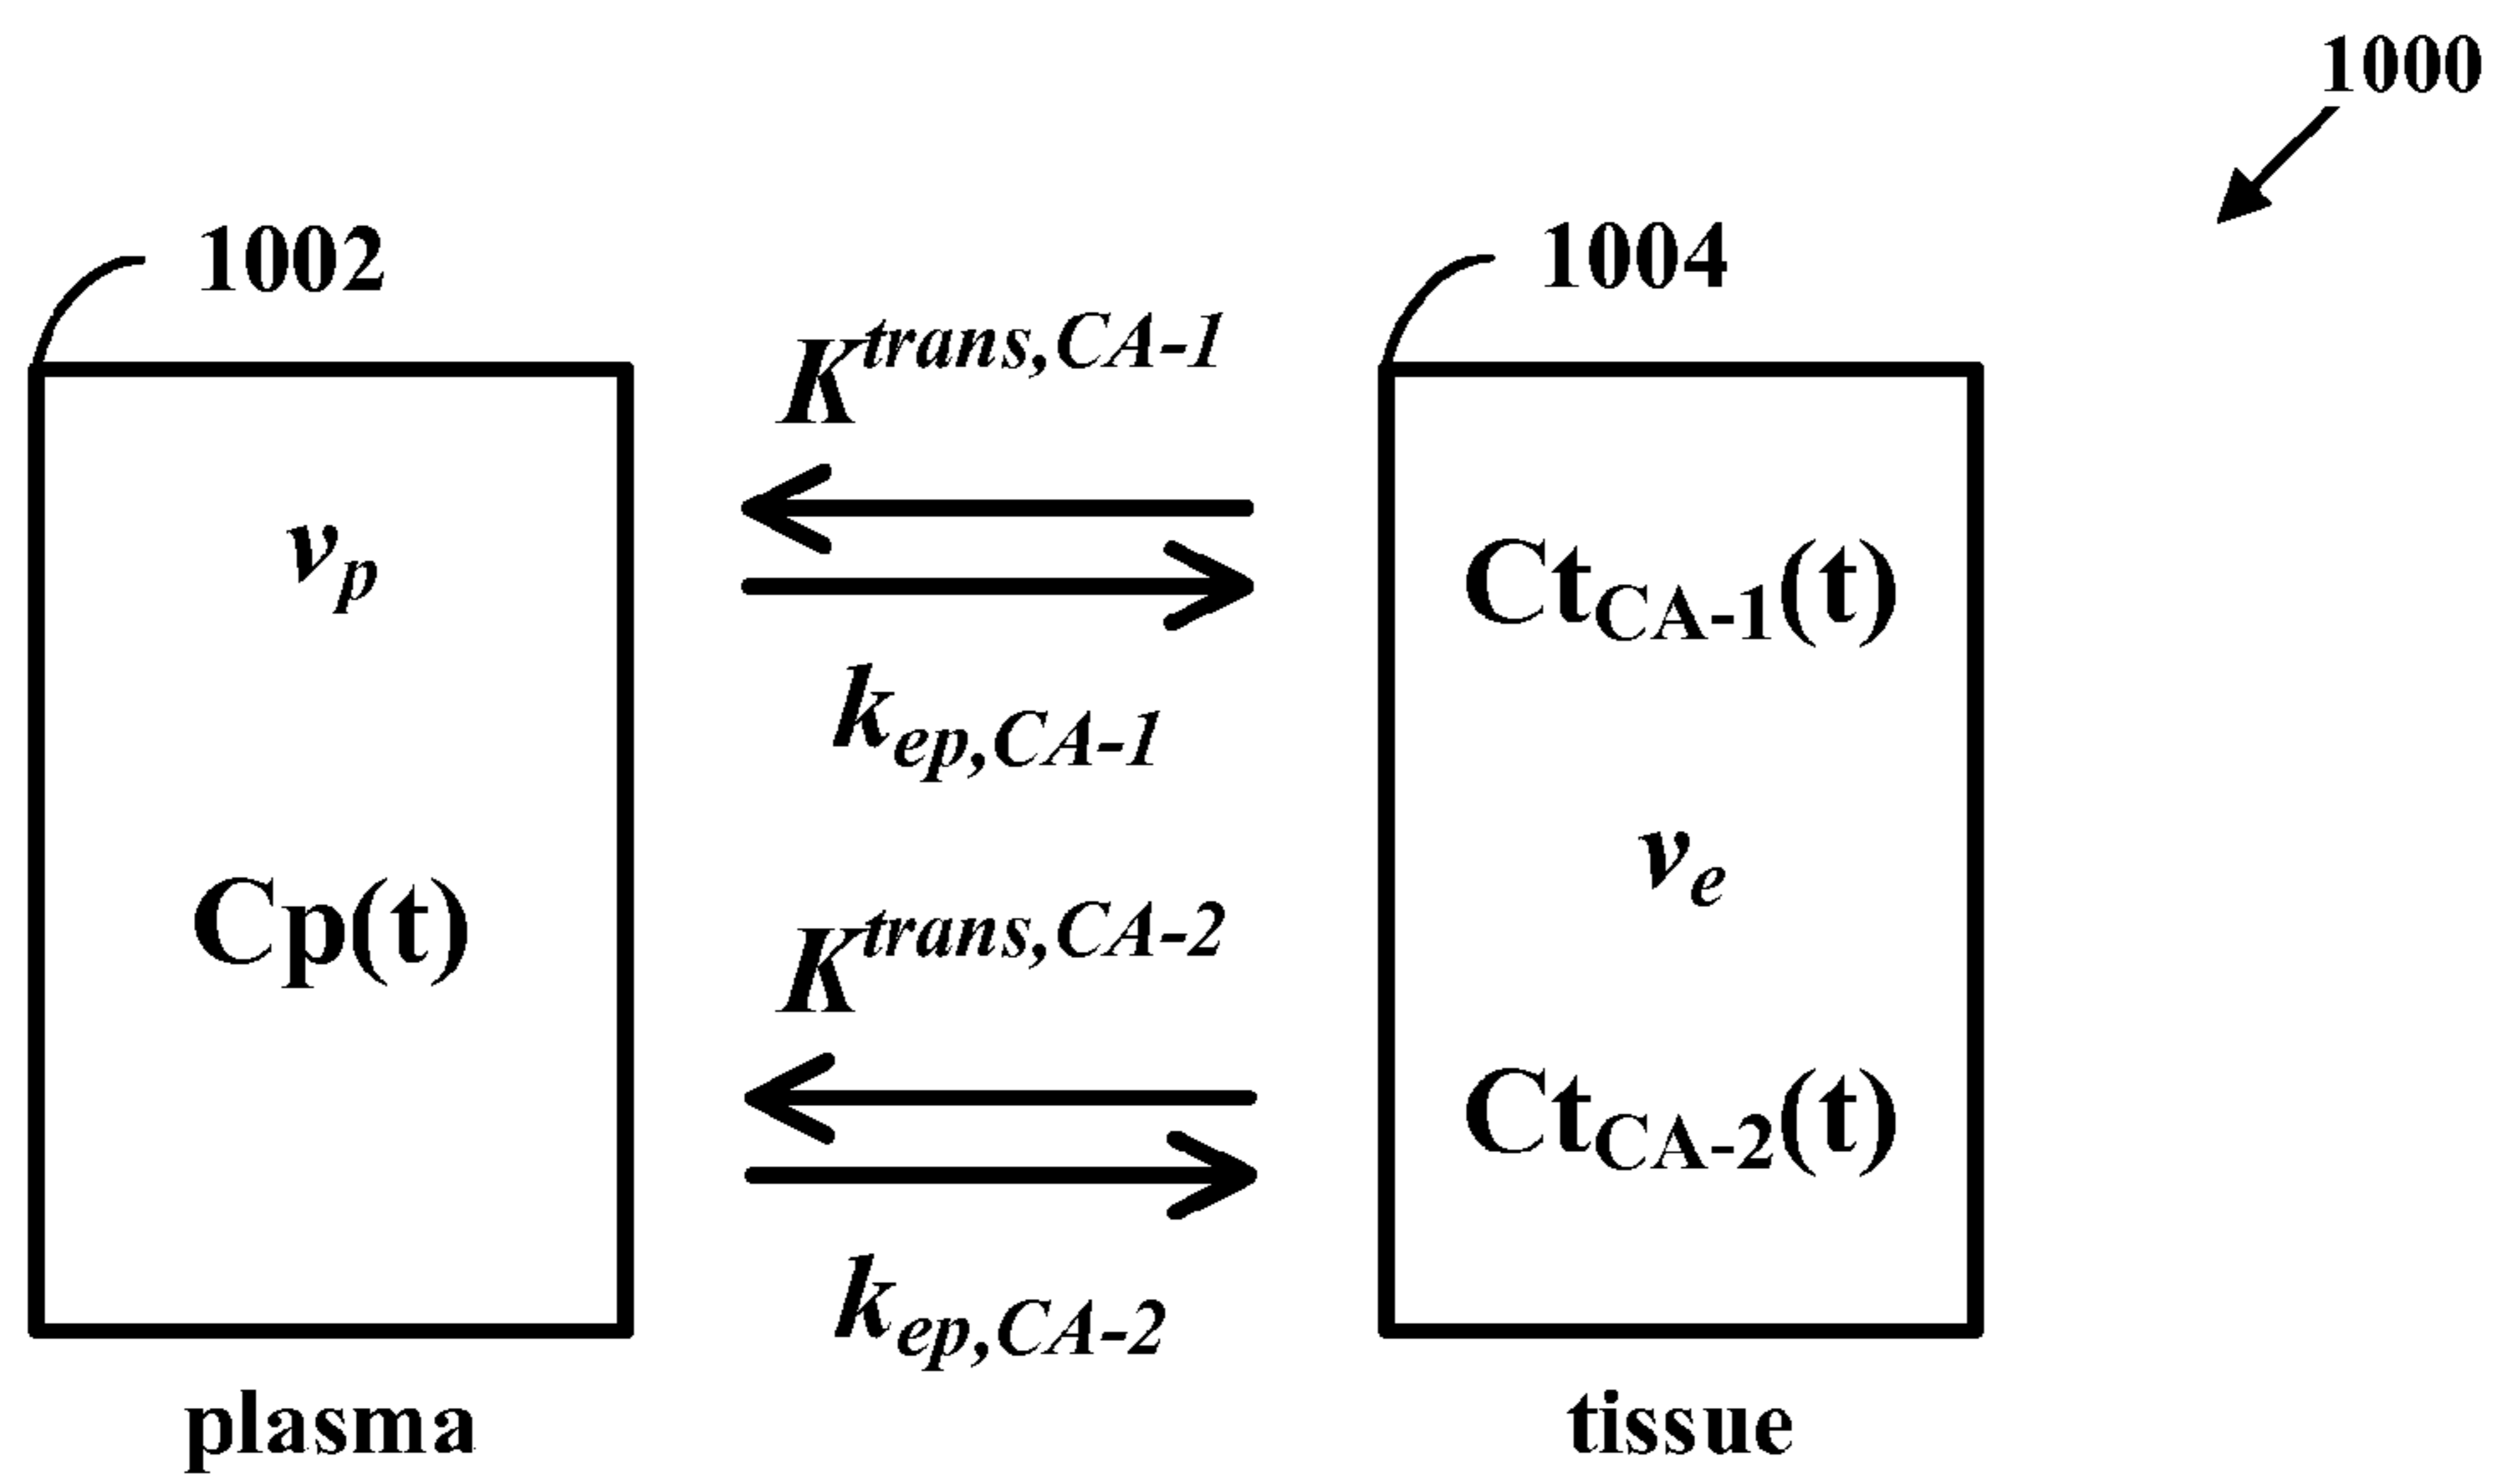 1000
1002
1004
K^trans,CA-1
v_p
Ct_CA-1(t)
k_ep,CA-1
v_e
Cp(t)
K^trans,CA-2
Ct_CA-2(t)
k_ep,CA-2
plasma
tissue